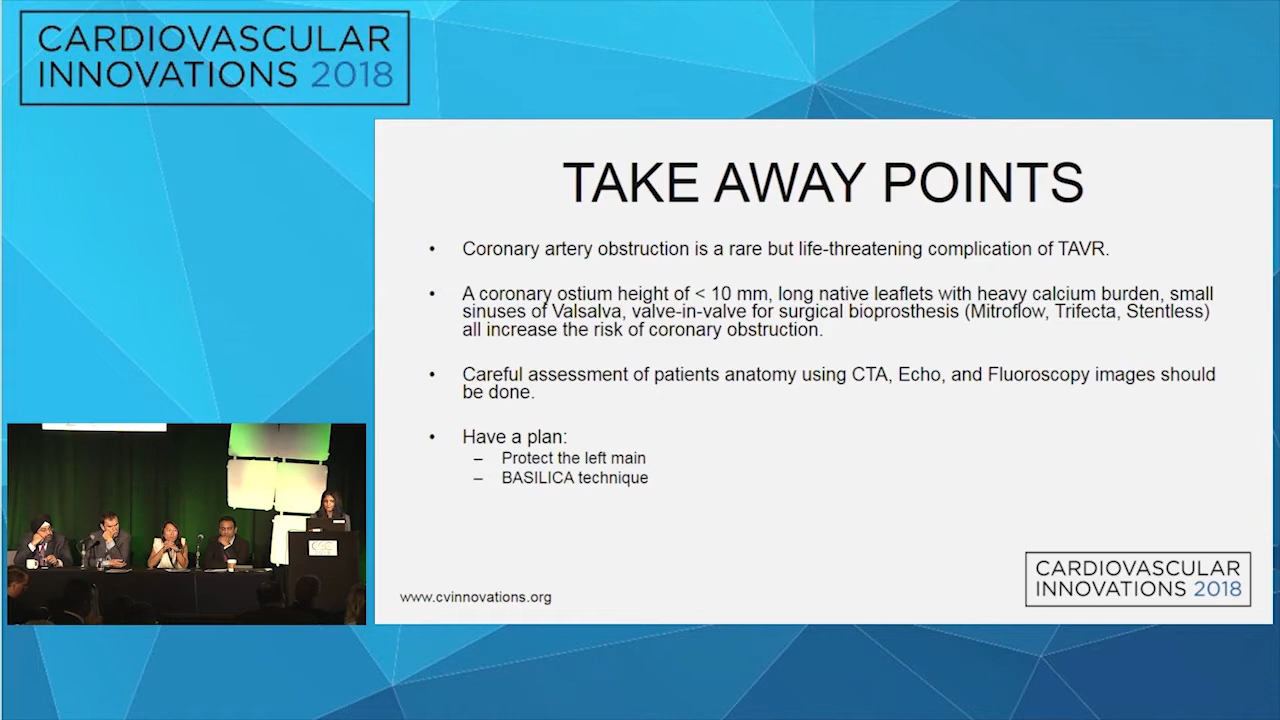 CARDIOVASCULAR
INNOVATIONS 2018
TAKE AWAY POINTS
• Coronary artery obstruction is a rare but life-threatening complication of TAVR.
• A coronary ostium height of < 10 mm, long native leaflets with heavy calcium burden, small
sinuses of Valsalva, valve-in-valve for surgical bioprosthesis (Mitroflow, Trifecta, Stentless)
all increase the risk of coronary obstruction.
• Careful assessment of patients anatomy using CTA, Echo, and Fluoroscopy images should
be done.
• Have a plan:
– Protect the left main
– BASILICA technique
www.cvinnovations.org
CARDIOVASCULAR
INNOVATIONS 2018